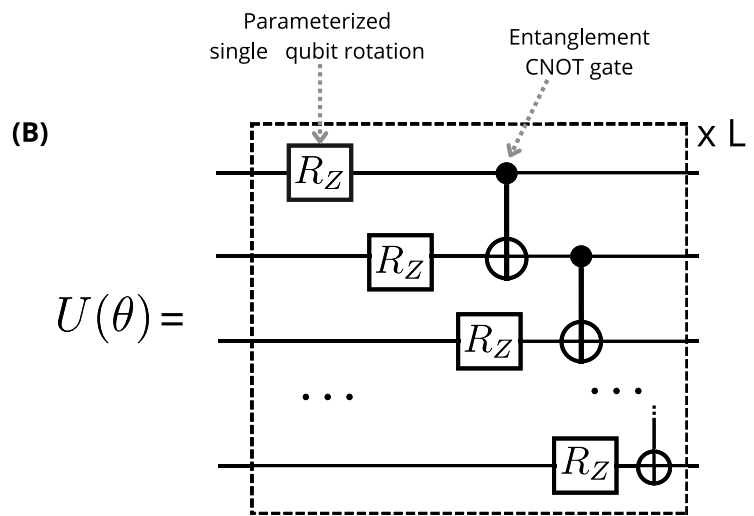 Parameterized
single qubit rotation
Entanglement
CNOT gate
(B)
x L
R_Z
R_Z
U(θ) =
R_Z
. . .
. . .
R_Z